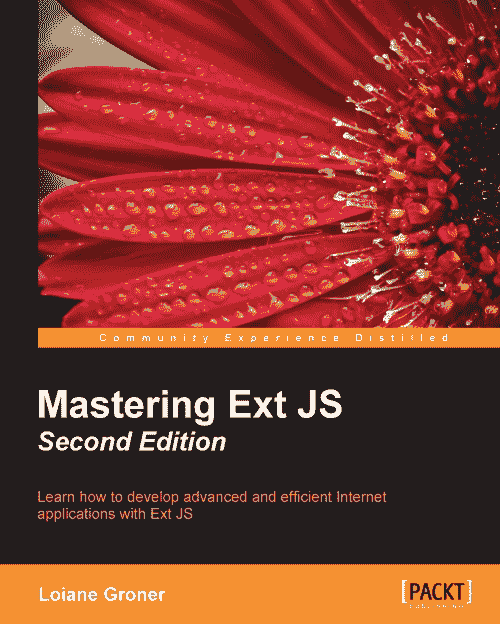 Community Experience Distilled
Mastering Ext JS
Second Edition
Learn how to develop advanced and efficient Internet
applications with Ext JS
Loiane Groner
[PACKT]
PUBLISHING